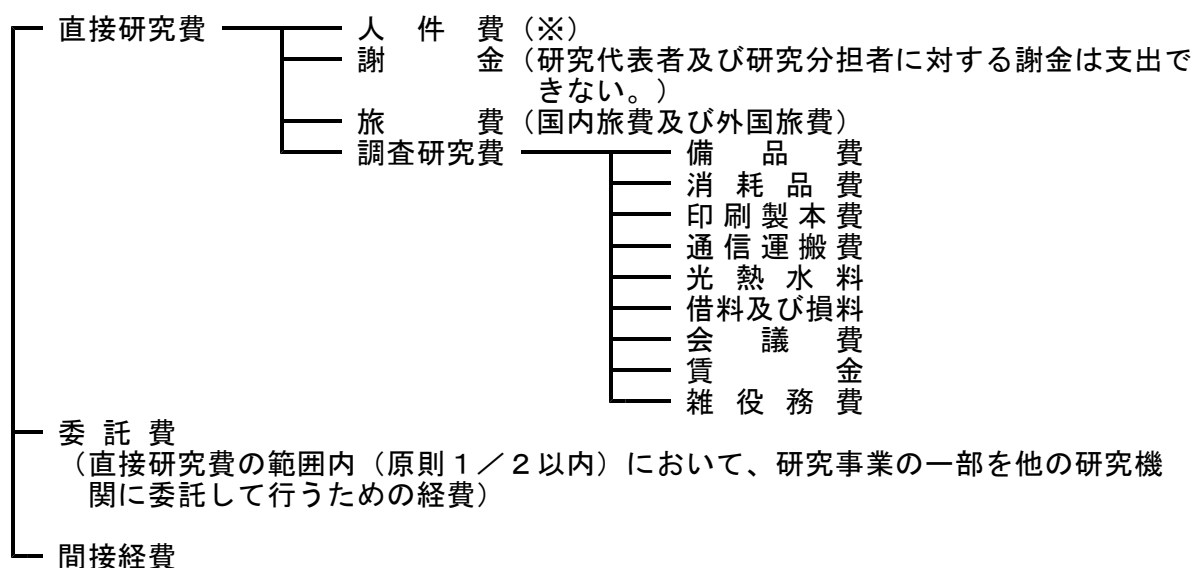 直接研究費 人件費(※)
謝金(研究代表者及び研究分担者に対する謝金は支出で
きない。)
旅費(国内旅費及び外国旅費)
調査研究費 備品費
消耗品費
印刷製本費
通信運搬費
光熱水料
借料及び損料
会議費
賃金
雑役務費
委託費
(直接研究費の範囲内(原則1/2以内)において、研究事業の一部を他の研究機
関に委託して行うための経費)
間接経費